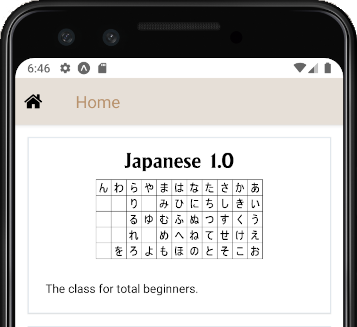 6:46
Home
Japanese 1.0
ん わ ら や ま は な た さ か あ
り み ひ に ち し き い
る ゆ む ふ ぬ つ す く う
れ め へ ね て せ け え
を ろ よ も ほ の と そ こ お
The class for total beginners.